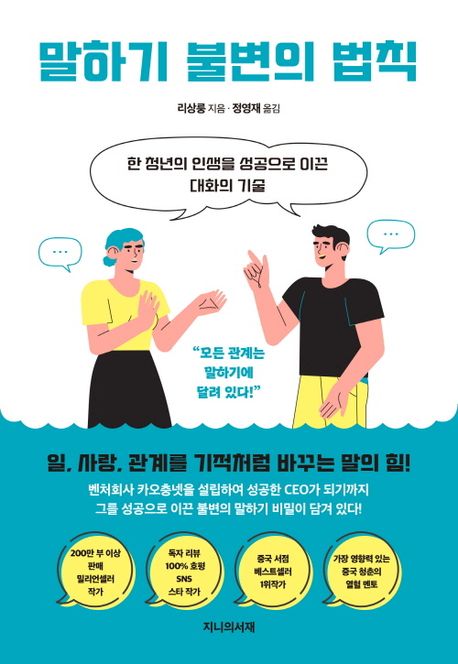 말하기 불변의 법칙
리상룽 지음 · 정영재 옮김
한 청년의 인생을 성공으로 이끈
대화의 기술
...
...
“모든 관계는
말하기에
달려 있다!”
일, 사랑, 관계를 기적처럼 바꾸는 말의 힘!
벤처회사 카오충넷을 설립하여 성공한 CEO가 되기까지
그를 성공으로 이끈 불변의 말하기 비밀이 담겨 있다!
200만 부 이상
판매
밀리언셀러
작가
독자 리뷰
100% 호평
SNS
스타 작가
중국 서점
베스트셀러
1위작가
가장 영향력 있는
중국 청춘의
열혈 멘토
지니의서재